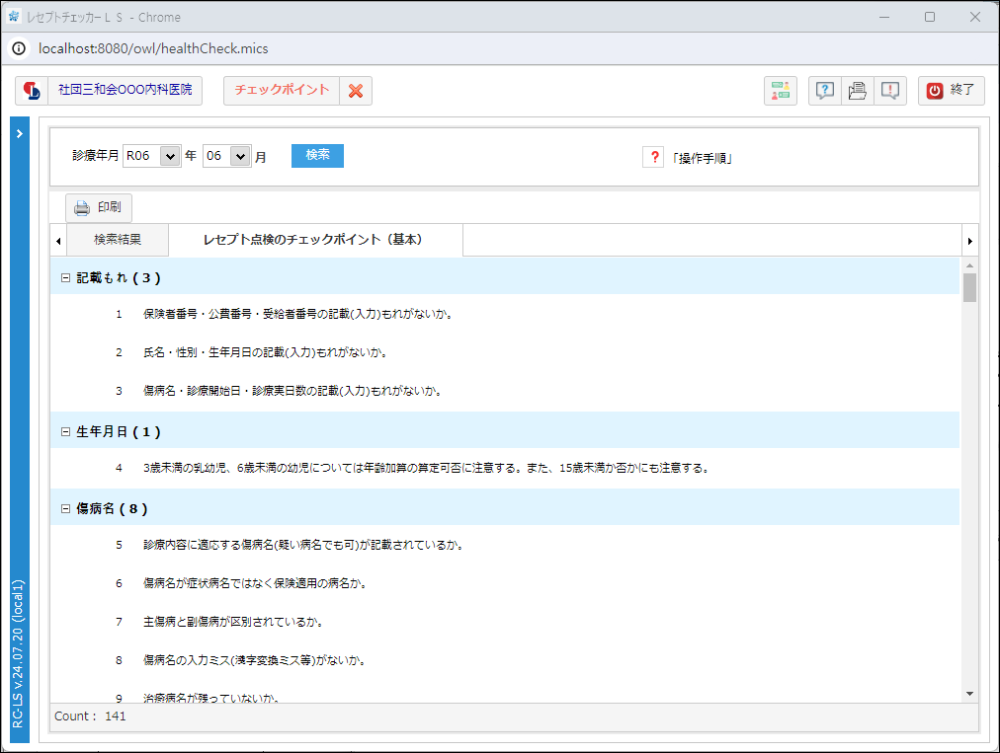 レセプトチェッカーＬＳ - Chrome
localhost:8080/owl/healthCheck.mics
社団三和会OOO内科医院 チェックポイント 終了
診療年月 R06 年 06 月 検索 ? 「操作手順」
印刷
検索結果 レセプト点検のチェックポイント（基本）
記載もれ ( 3 )
1 保険者番号・公費番号・受給者番号の記載(入力)もれがないか。
2 氏名・性別・生年月日の記載(入力)もれがないか。
3 傷病名・診療開始日・診療実日数の記載(入力)もれがないか。
生年月日 ( 1 )
4 3歳未満の乳幼児、6歳未満の幼児については年齢加算の算定可否に注意する。また、15歳未満か否かにも注意する。
傷病名 ( 8 )
5 診療内容に適応する傷病名(疑い病名でも可)が記載されているか。
6 傷病名が症状病名ではなく保険適用の病名か。
7 主傷病と副傷病が区別されているか。
8 傷病名の入力ミス(漢字変換ミス等)がないか。
9 治癒病名が残っていないか。
Count : 141
RC-LS v.24.07.20 (local1)